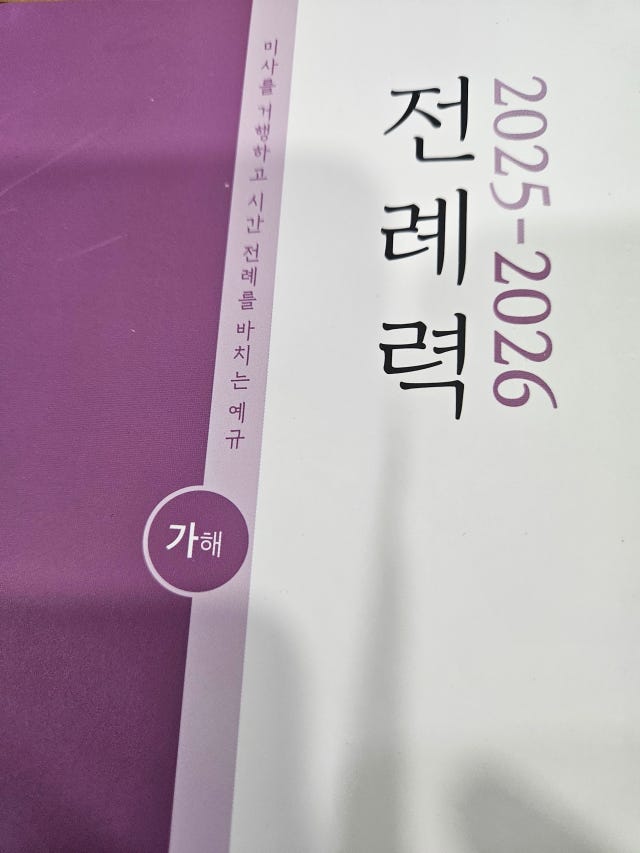 2025-2026
전례력
미사를 거행하고 시간 전례를 바치는 예규
가해